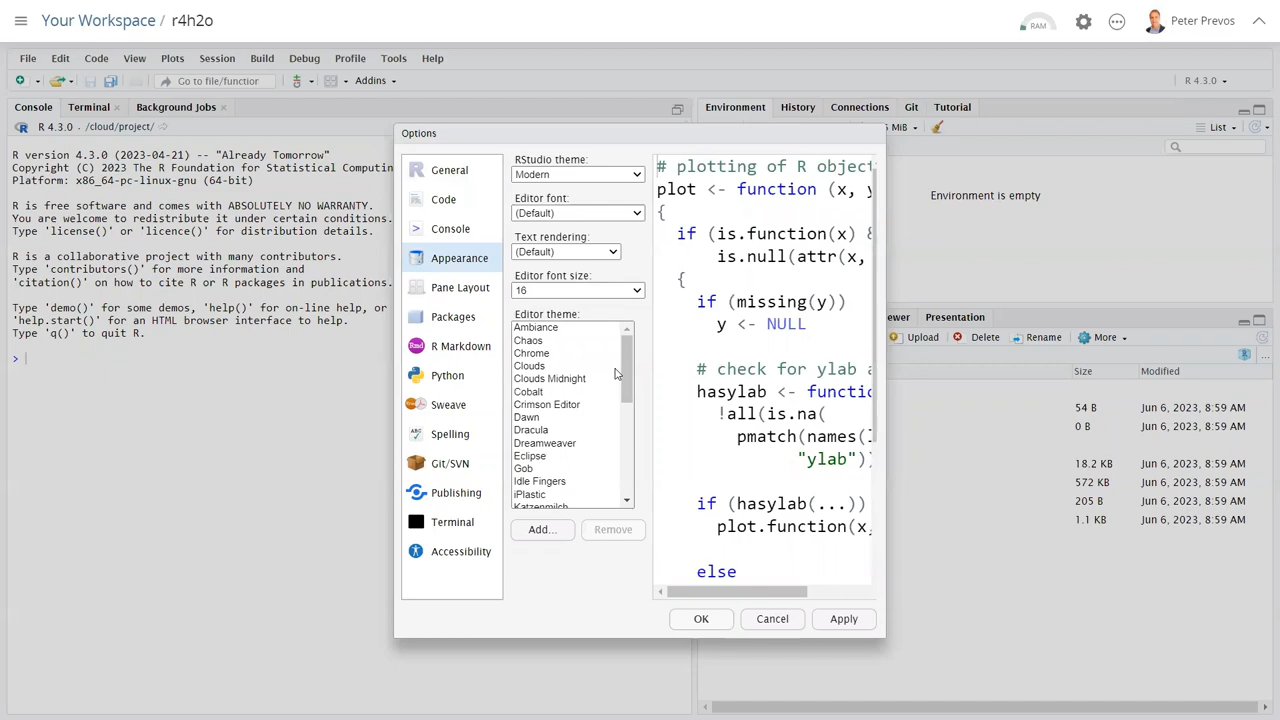 Your Workspace / r4h2o
RAM
Peter Prevos
File Edit Code View Plots Session Build Debug Profile Tools Help
Go to file/function
Addins
R 4.3.0
Console Terminal Background Jobs
Environment History Connections Git Tutorial
R 4.3.0 . /cloud/project/
MiB
List
R version 4.3.0 (2023-04-21) -- "Already Tomorrow"
Copyright (C) 2023 The R Foundation for Statistical Computin
Platform: x86_64-pc-linux-gnu (64-bit)
R is free software and comes with ABSOLUTELY NO WARRANTY.
You are welcome to redistribute it under certain conditions.
Type 'license()' or 'licence()' for distribution details.
R is a collaborative project with many contributors.
Type 'contributors()' for more information and
'citation()' on how to cite R or R packages in publications.
Type 'demo()' for some demos, 'help()' for on-line help, or
'help.start()' for an HTML browser interface to help.
Type 'q()' to quit R.
>
Options
General
Code
Console
Appearance
Pane Layout
Packages
R Markdown
Python
Sweave
Spelling
Git/SVN
Publishing
Terminal
Accessibility
RStudio theme:
Modern
Editor font:
(Default)
Text rendering:
(Default)
Editor font size:
16
Editor theme:
Ambiance
Chaos
Chrome
Clouds
Clouds Midnight
Cobalt
Crimson Editor
Dawn
Dracula
Dreamweaver
Eclipse
Gob
Idle Fingers
iPlastic
Katzenmilch
Add... Remove
# plotting of R object
plot <- function (x, y
{
if (is.function(x) &
is.null(attr(x,
{
if (missing(y))
y <- NULL
# check for ylab a
hasylab <- functio
!all(is.na(
pmatch(names(l
"ylab"))
if (hasylab(...))
plot.function(x,
else
OK Cancel Apply
Environment is empty
ewer Presentation
Upload Delete Rename More
Size Modified
54 B Jun 6, 2023, 8:59 AM
0 B Jun 6, 2023, 8:59 AM
18.2 KB Jun 6, 2023, 8:59 AM
572 KB Jun 6, 2023, 8:59 AM
205 B Jun 6, 2023, 8:59 AM
1.1 KB Jun 6, 2023, 8:59 AM